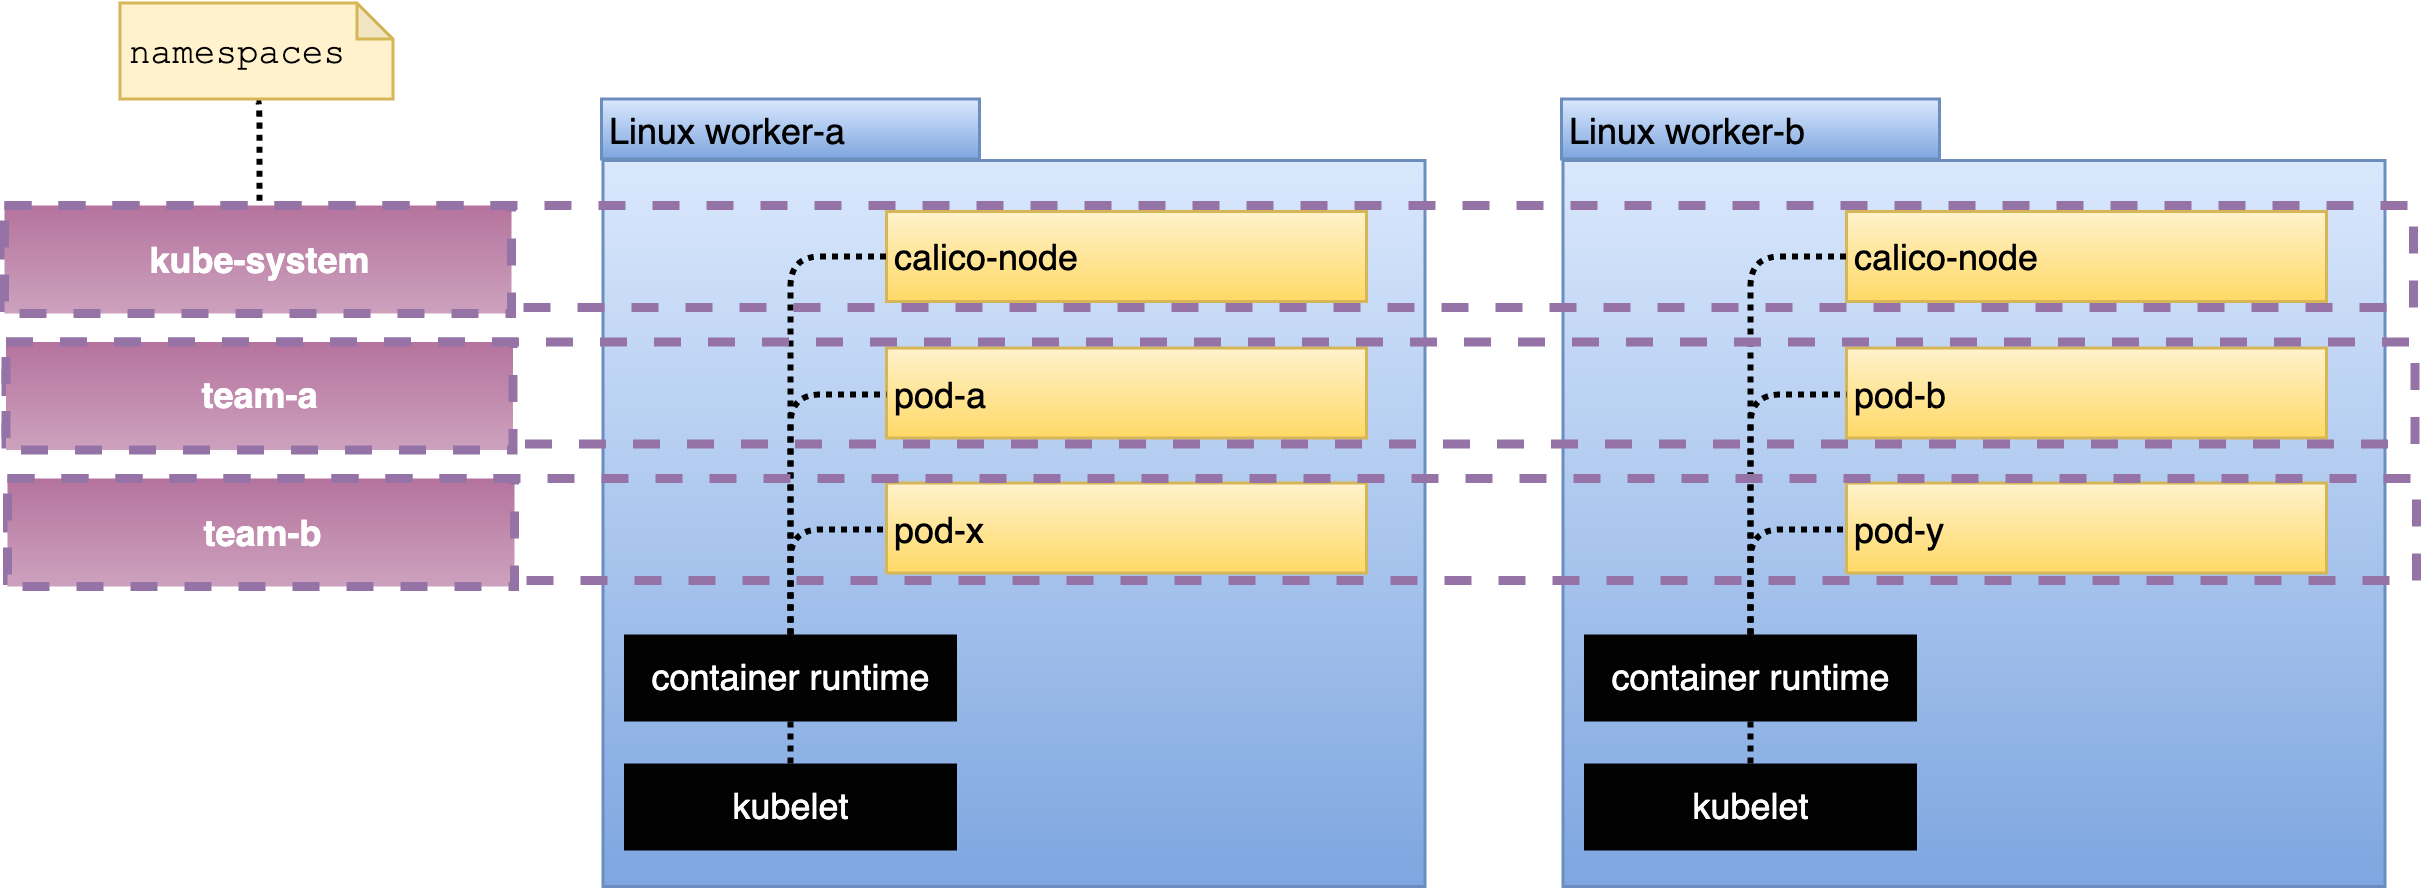 namespaces
kube-system
team-a
team-b
Linux worker-a
calico-node
pod-a
pod-x
container runtime
kubelet
Linux worker-b
calico-node
pod-b
pod-y
container runtime
kubelet